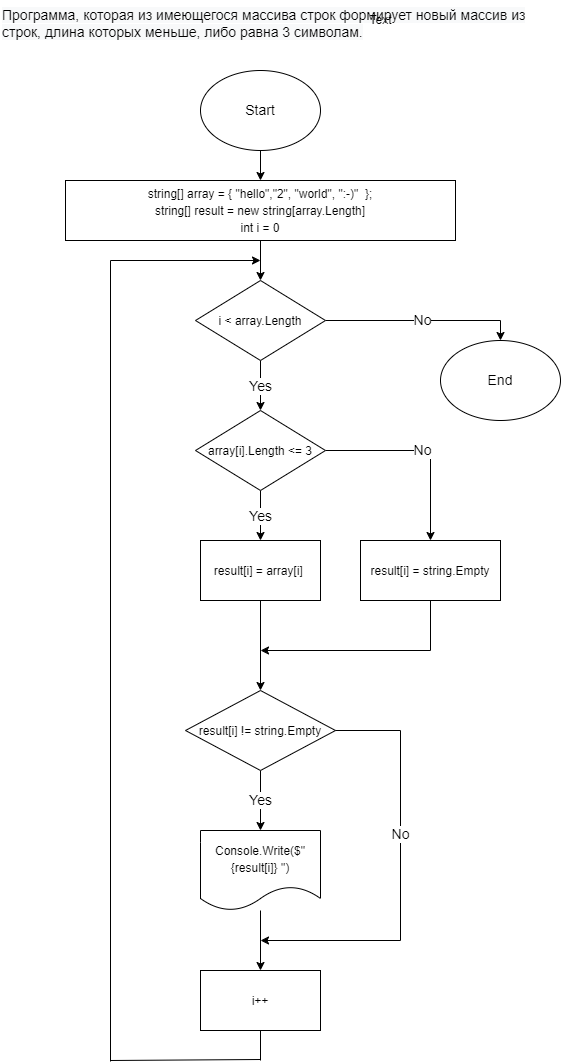 Программа, которая из имеющегося массива строк формирует новый массив из
строк, длина которых меньше, либо равна 3 символам.
Text
Start
string[] array = { "hello","2", "world", ":-)"  };
string[] result = new string[array.Length]
int i = 0
i < array.Length
No
End
Yes
array[i].Length <= 3
No
Yes
result[i] = array[i]
result[i] = string.Empty
result[i] != string.Empty
Yes
No
Console.Write($"
{result[i]} ")
i++